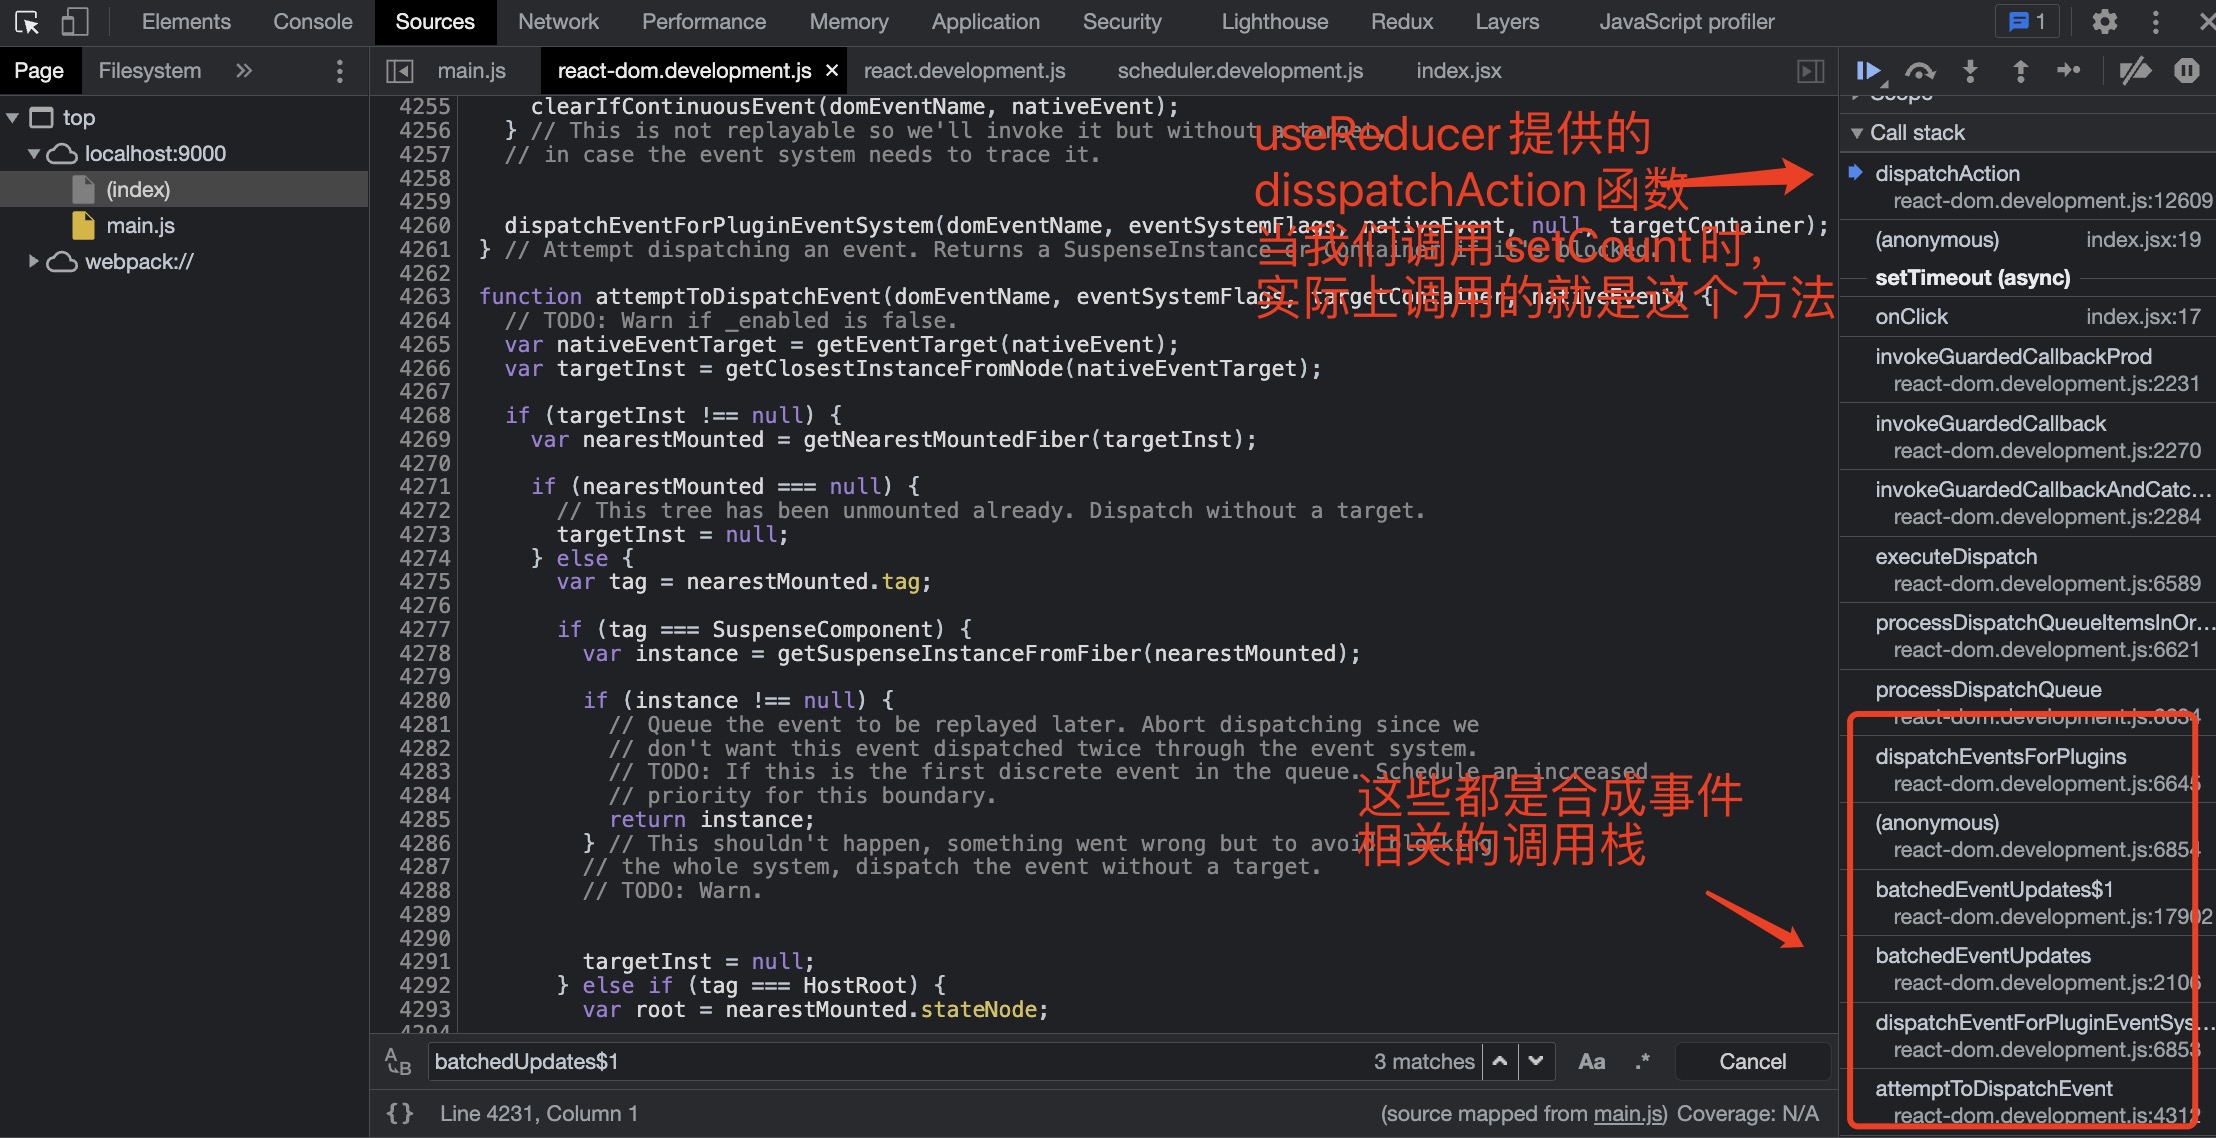 Elements Console Sources Network Performance Memory Application Security Lighthouse Redux Layers JavaScript profiler 1
Page Filesystem
top
localhost:9000
(index)
main.js
webpack://
main.js react-dom.development.js × react.development.js scheduler.development.js index.jsx
4255 clearIfContinuousEvent(domEventName, nativeEvent);
4256 } // This is not replayable so we'll invoke it but without a target,
4257 // in case the event system needs to trace it.
4258
4259
4260 dispatchEventForPluginEventSystem(domEventName, eventSystemFlags, nativeEvent, null, targetContainer);
4261 } // Attempt dispatching an event. Returns a SuspenseInstance or Container if it's blocked.
4262
4263 function attemptToDispatchEvent(domEventName, eventSystemFlags, targetContainer, nativeEvent) {
4264 // TODO: Warn if _enabled is false.
4265 var nativeEventTarget = getEventTarget(nativeEvent);
4266 var targetInst = getClosestInstanceFromNode(nativeEventTarget);
4267
4268 if (targetInst !== null) {
4269 var nearestMounted = getNearestMountedFiber(targetInst);
4270
4271 if (nearestMounted === null) {
4272 // This tree has been unmounted already. Dispatch without a target.
4273 targetInst = null;
4274 } else {
4275 var tag = nearestMounted.tag;
4276
4277 if (tag === SuspenseComponent) {
4278 var instance = getSuspenseInstanceFromFiber(nearestMounted);
4279
4280 if (instance !== null) {
4281 // Queue the event to be replayed later. Abort dispatching since we
4282 // don't want this event dispatched twice through the event system.
4283 // TODO: If this is the first discrete event in the queue. Schedule an increased
4284 // priority for this boundary.
4285 return instance;
4286 } // This shouldn't happen, something went wrong but to avoid blocking
4287 // the whole system, dispatch the event without a target.
4288 // TODO: Warn.
4289
4290
4291 targetInst = null;
4292 } else if (tag === HostRoot) {
4293 var root = nearestMounted.stateNode;
4294
useReducer 提供的
disspatchAction 函数
当我们调用 setCount 时，
实际上调用的就是这个方法
这些都是合成事件
相关的调用栈
batchedUpdates$1 3 matches Aa .* Cancel
{} Line 4231, Column 1 (source mapped from main.js) Coverage: N/A
Scope
Call stack
dispatchAction
react-dom.development.js:12609
(anonymous) index.jsx:19
setTimeout (async)
onClick index.jsx:17
invokeGuardedCallbackProd
react-dom.development.js:2231
invokeGuardedCallback
react-dom.development.js:2270
invokeGuardedCallbackAndCatc…
react-dom.development.js:2284
executeDispatch
react-dom.development.js:6589
processDispatchQueueItemsInOr…
react-dom.development.js:6621
processDispatchQueue
react-dom.development.js:6634
dispatchEventsForPlugins
react-dom.development.js:6645
(anonymous)
react-dom.development.js:6854
batchedEventUpdates$1
react-dom.development.js:17902
batchedEventUpdates
react-dom.development.js:2106
dispatchEventForPluginEventSys…
react-dom.development.js:6853
attemptToDispatchEvent
react-dom.development.js:4312